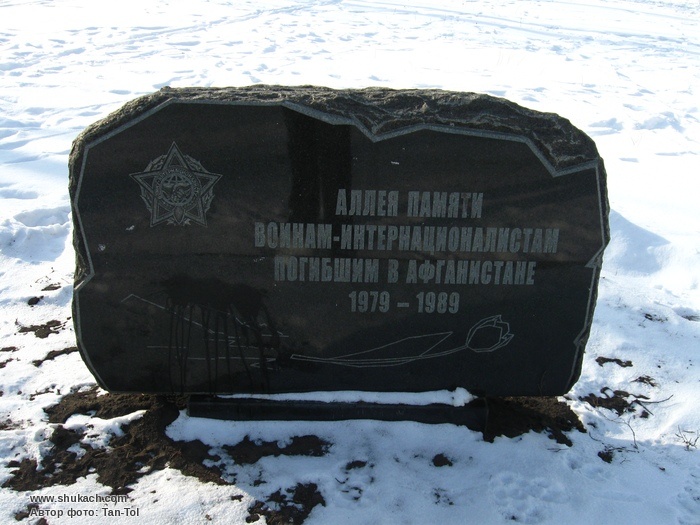 АЛЛЕЯ ПАМЯТИ
ВОИНАМ-ИНТЕРНАЦИОНАЛИСТАМ
ПОГИБШИМ В АФГАНИСТАНЕ
1979 – 1989
www.shukach.com
Автор фото: Tan-Tol